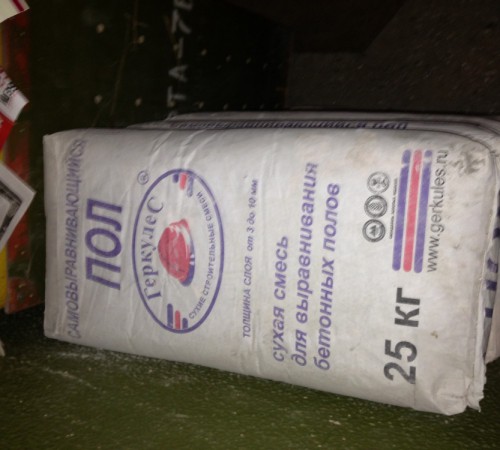 САМОВЫРАВНИВАЮЩИЙСЯ
ПОЛ
®
ГеркулеС
СУХИЕ СТРОИТЕЛЬНЫЕ СМЕСИ
ТОЛЩИНА СЛОЯ от 3 до 10 мм
сухая смесь
для выравнивания
бетонных полов
25 кг
www.gerkules.ru